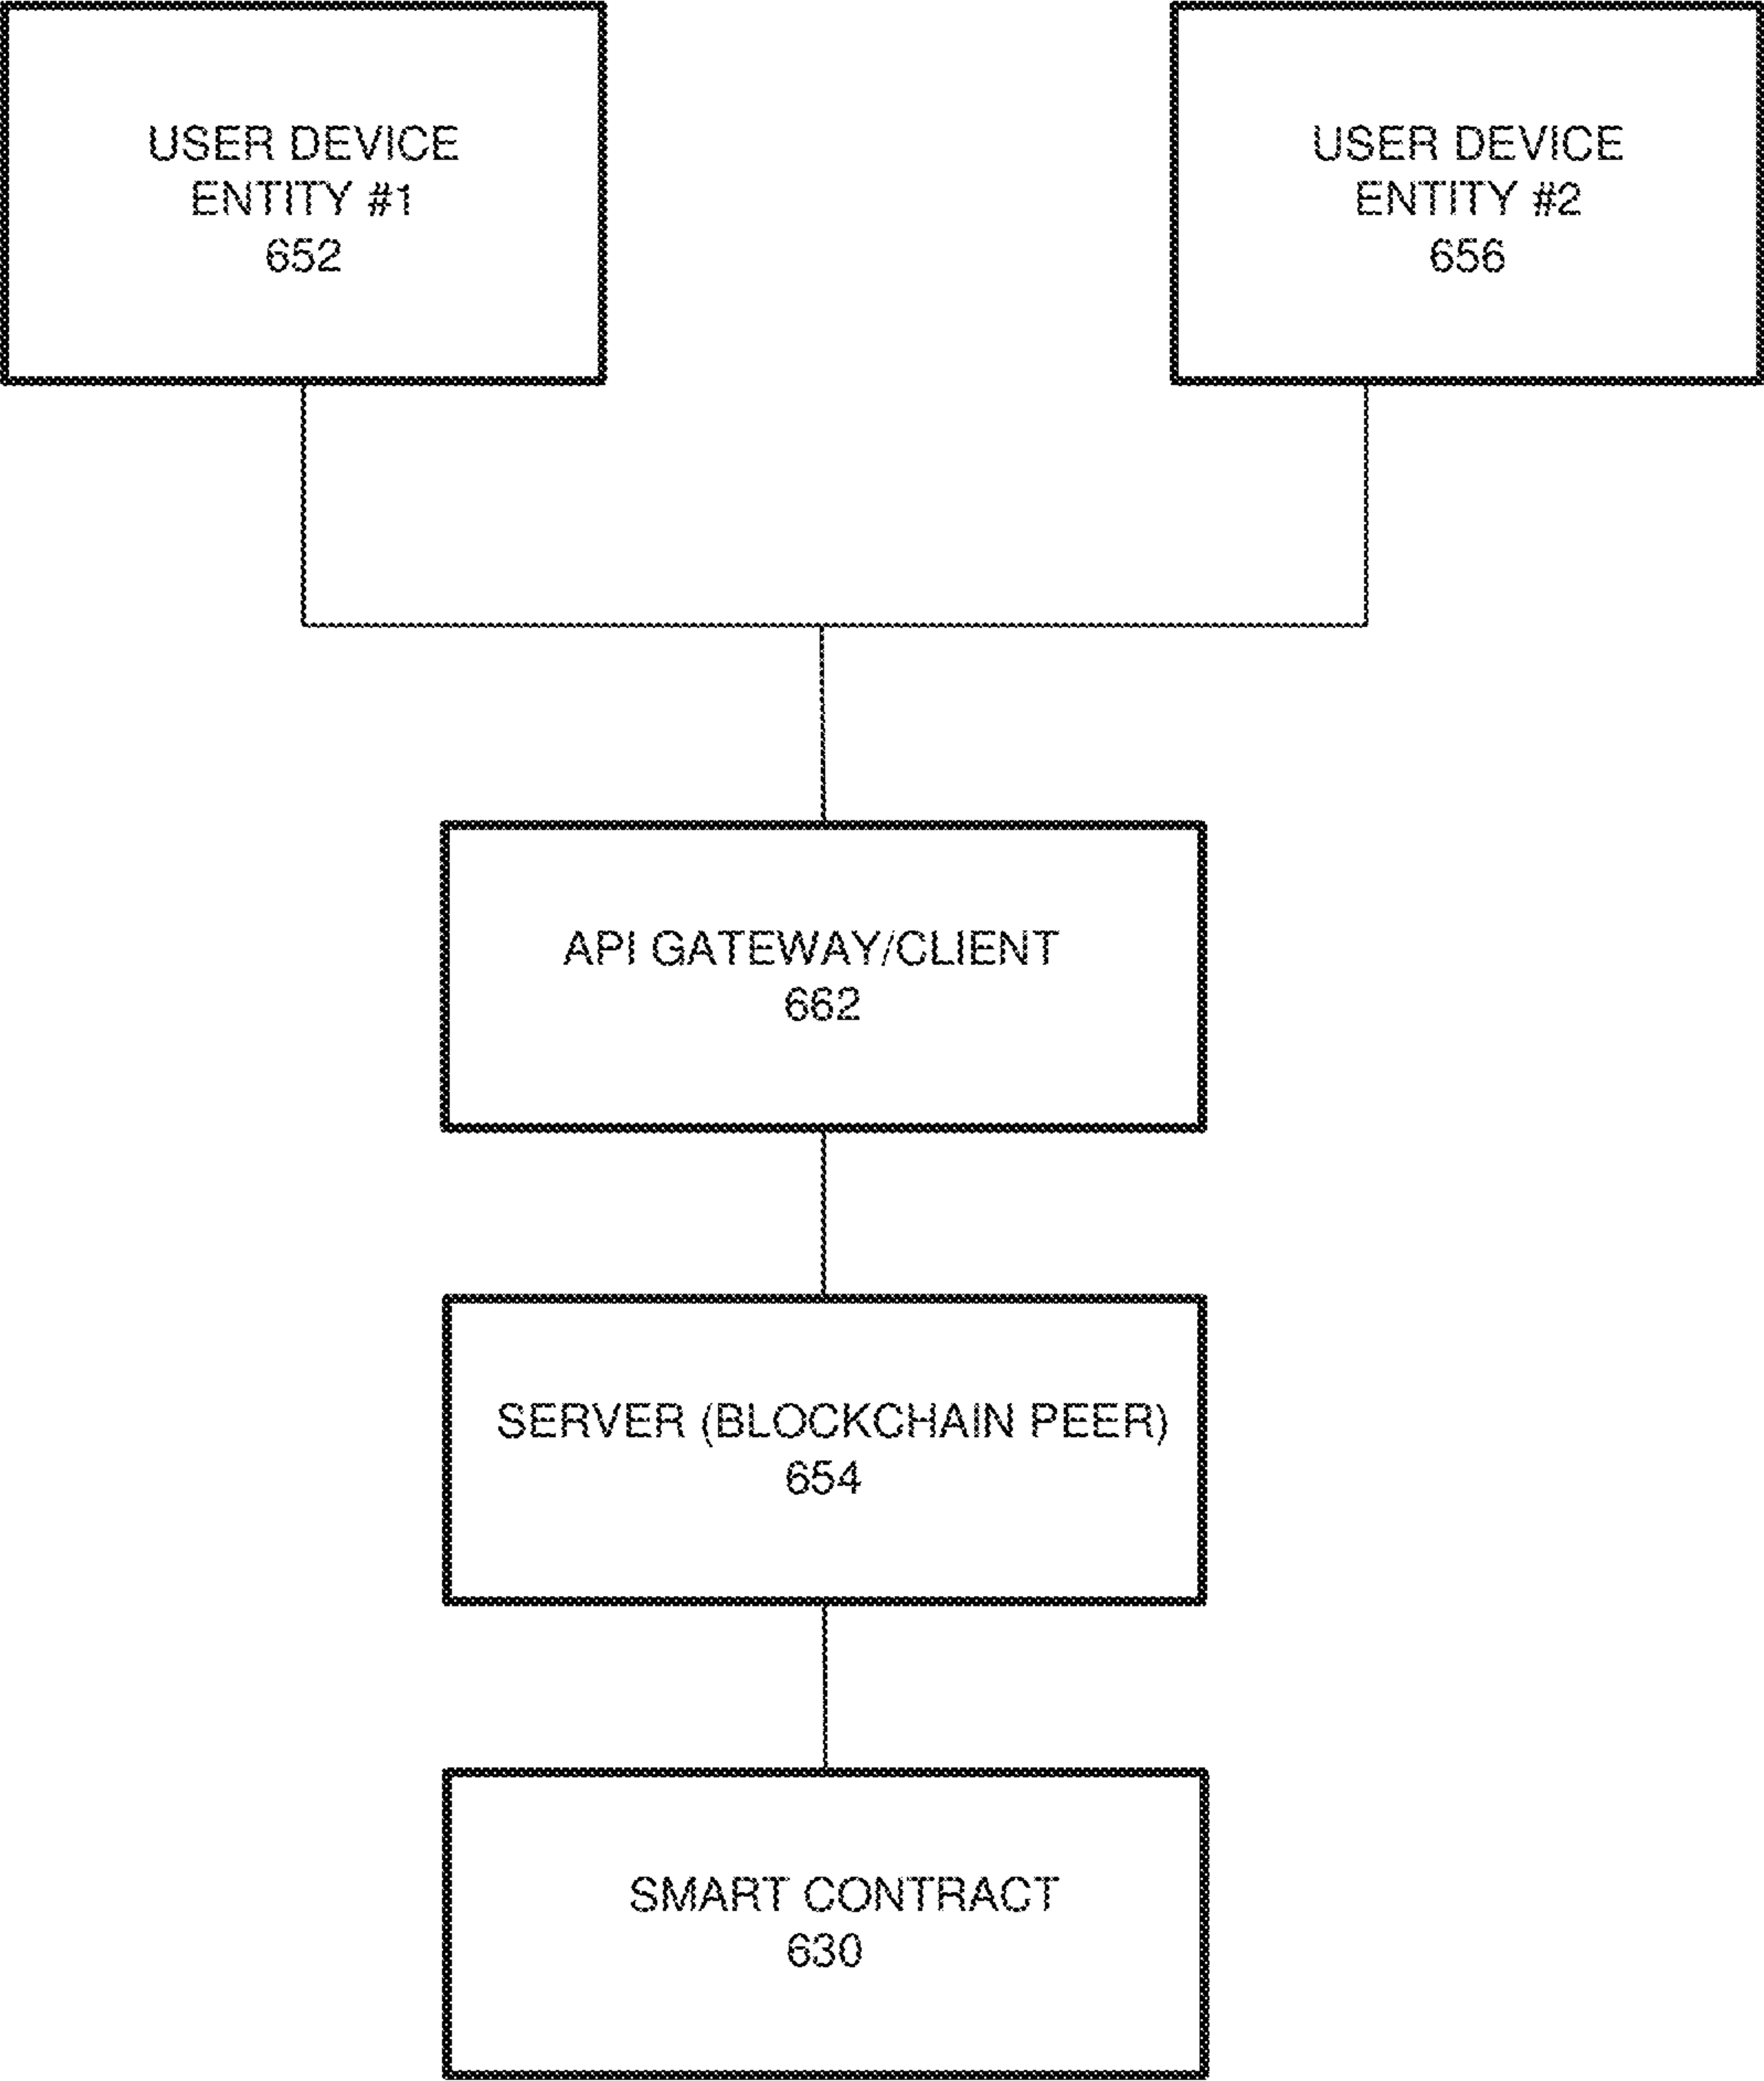 USER DEVICE
ENTITY #1
652
USER DEVICE
ENTITY #2
656
API GATEWAY/CLIENT
662
SERVER (BLOCKCHAIN PEER)
654
SMART CONTRACT
630